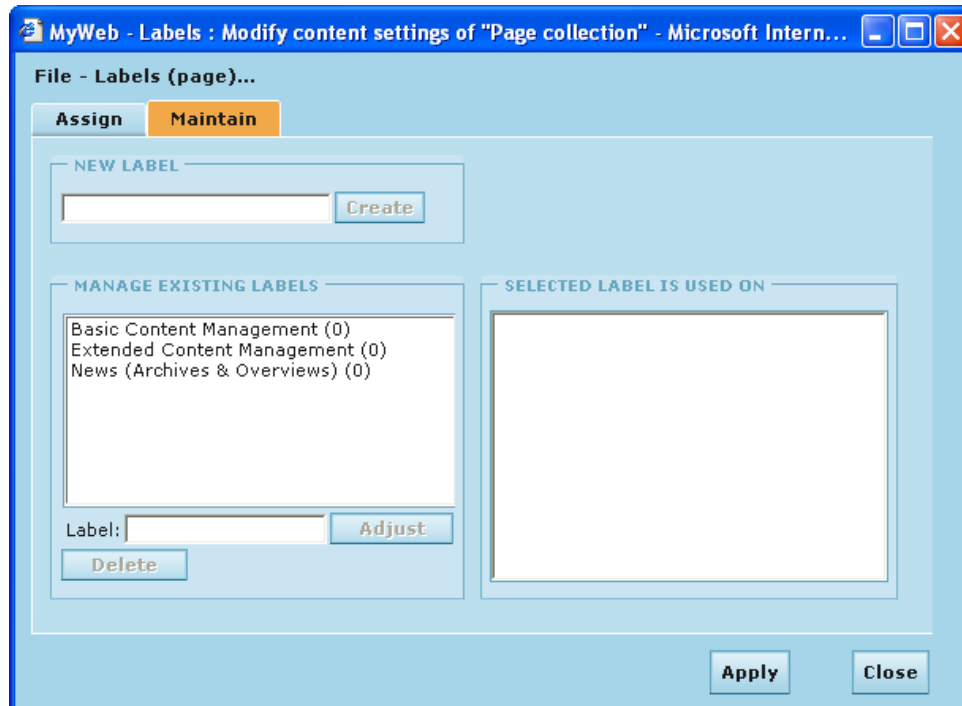 MyWeb - Labels : Modify content settings of "Page collection" - Microsoft Intern...
File - Labels (page)...
Assign
Maintain
NEW LABEL
Create
MANAGE EXISTING LABELS
Basic Content Management (0)
Extended Content Management (0)
News (Archives & Overviews) (0)
Label:
Adjust
Delete
SELECTED LABEL IS USED ON
Apply
Close